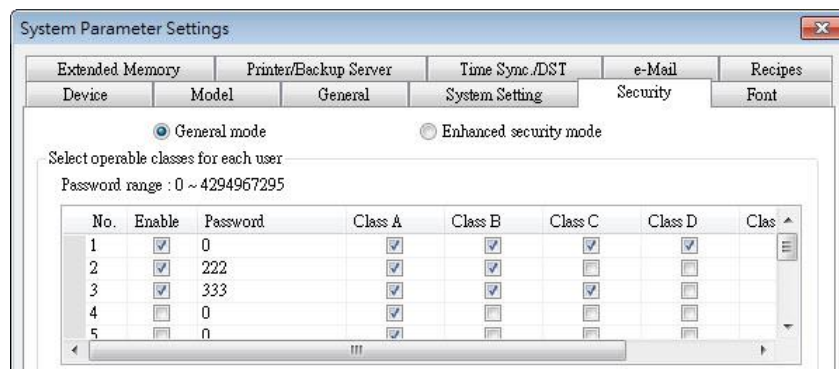 System Parameter Settings
Extended Memory Printer/Backup Server Time Sync./DST e-Mail Recipes
Device Model General System Setting Security Font
General mode Enhanced security mode
Select operable classes for each user
Password range : 0 ~ 4294967295
No. Enable Password Class A Class B Class C Class D Clas
1 0
2 222
3 333
4 0
5 0